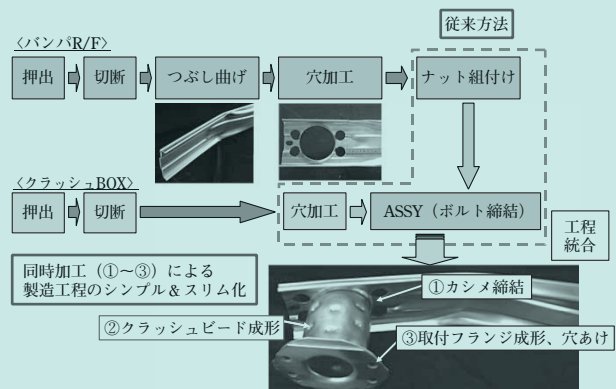 従来方法
〈バンパR/F〉
押出
切断
つぶし曲げ
穴加工
ナット組付け
〈クラッシュBOX〉
押出
切断
穴加工
ASSY（ボルト締結）
工程
統合
同時加工（①～③）による
製造工程のシンプル＆スリム化
①カシメ締結
②クラッシュビード成形
③取付フランジ成形、穴あけ